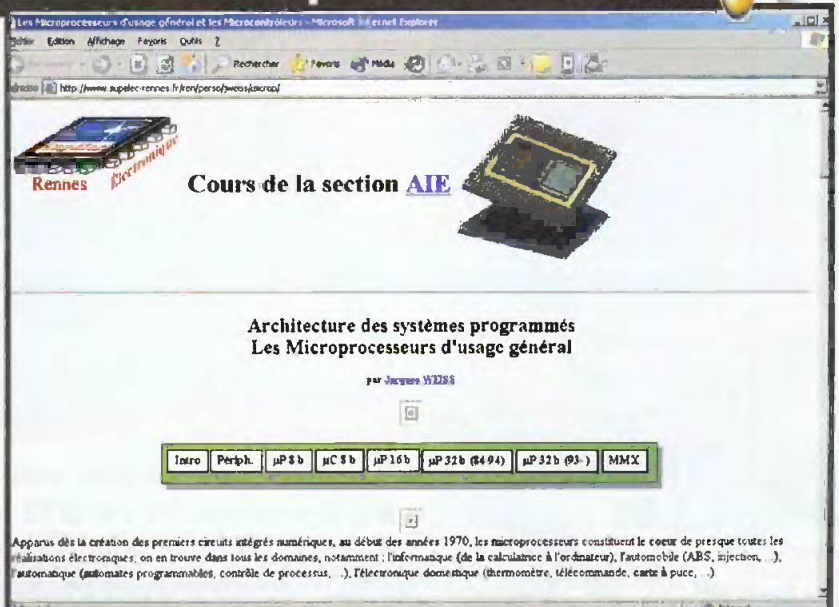 Les Microprocesseurs d'usage général et les Microcontrôleurs - Microsoft Internet Explorer
Edition Affichage Favoris Outils ?
Rechercher Favoris Média
http://www.supelec-rennes.fr/ren/perso/jweiss/microp/
Rennes Électronique
Cours de la section AIE
Architecture des systèmes programmés
Les Microprocesseurs d'usage général
par Jacques WEISS
Intro Périph. µP 8 b µC 8 b µP 16 b µP 32 b (84-94) µP 32 b (93- ) MMX
Apparus dès la création des premiers circuits intégrés numériques, au début des années 1970, les microprocesseurs constituent le coeur de presque toutes les
réalisations électroniques, on en trouve dans tous les domaines, notamment : l'informatique (de la calculatrice à l'ordinateur), l'automobile (ABS, injection, ...),
l'automatique (automates programmables, contrôle de processus, ...), l'électronique domestique (thermomètre, télécommande, carte à puce, ...)